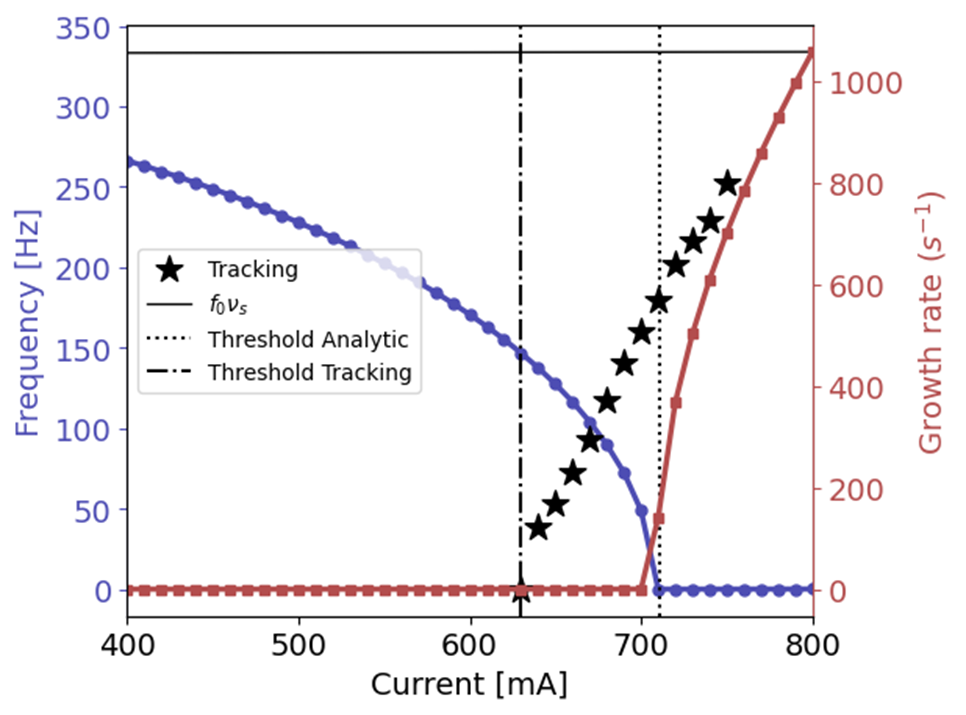 350
300
250
200
150
100
50
0
Frequency [Hz]
Tracking
f₀νₛ
Threshold Analytic
Threshold Tracking
1000
800
600
400
200
0
Growth rate (s⁻¹)
400 500 600 700 800
Current [mA]